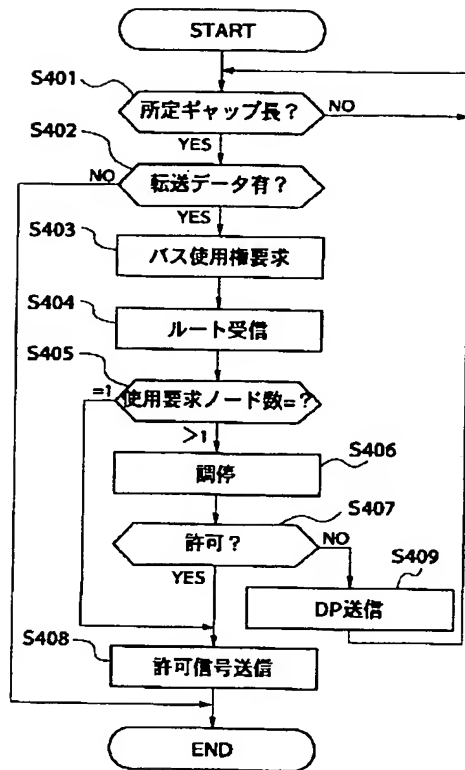 START
S401
所定ギャップ長?
NO
YES
S402
NO
転送データ有?
YES
S403
バス使用権要求
S404
ルート受信
S405
=1
使用要求ノード数=?
>1
S406
調停
S407
許可?
NO
YES
S409
DP送信
S408
許可信号送信
END